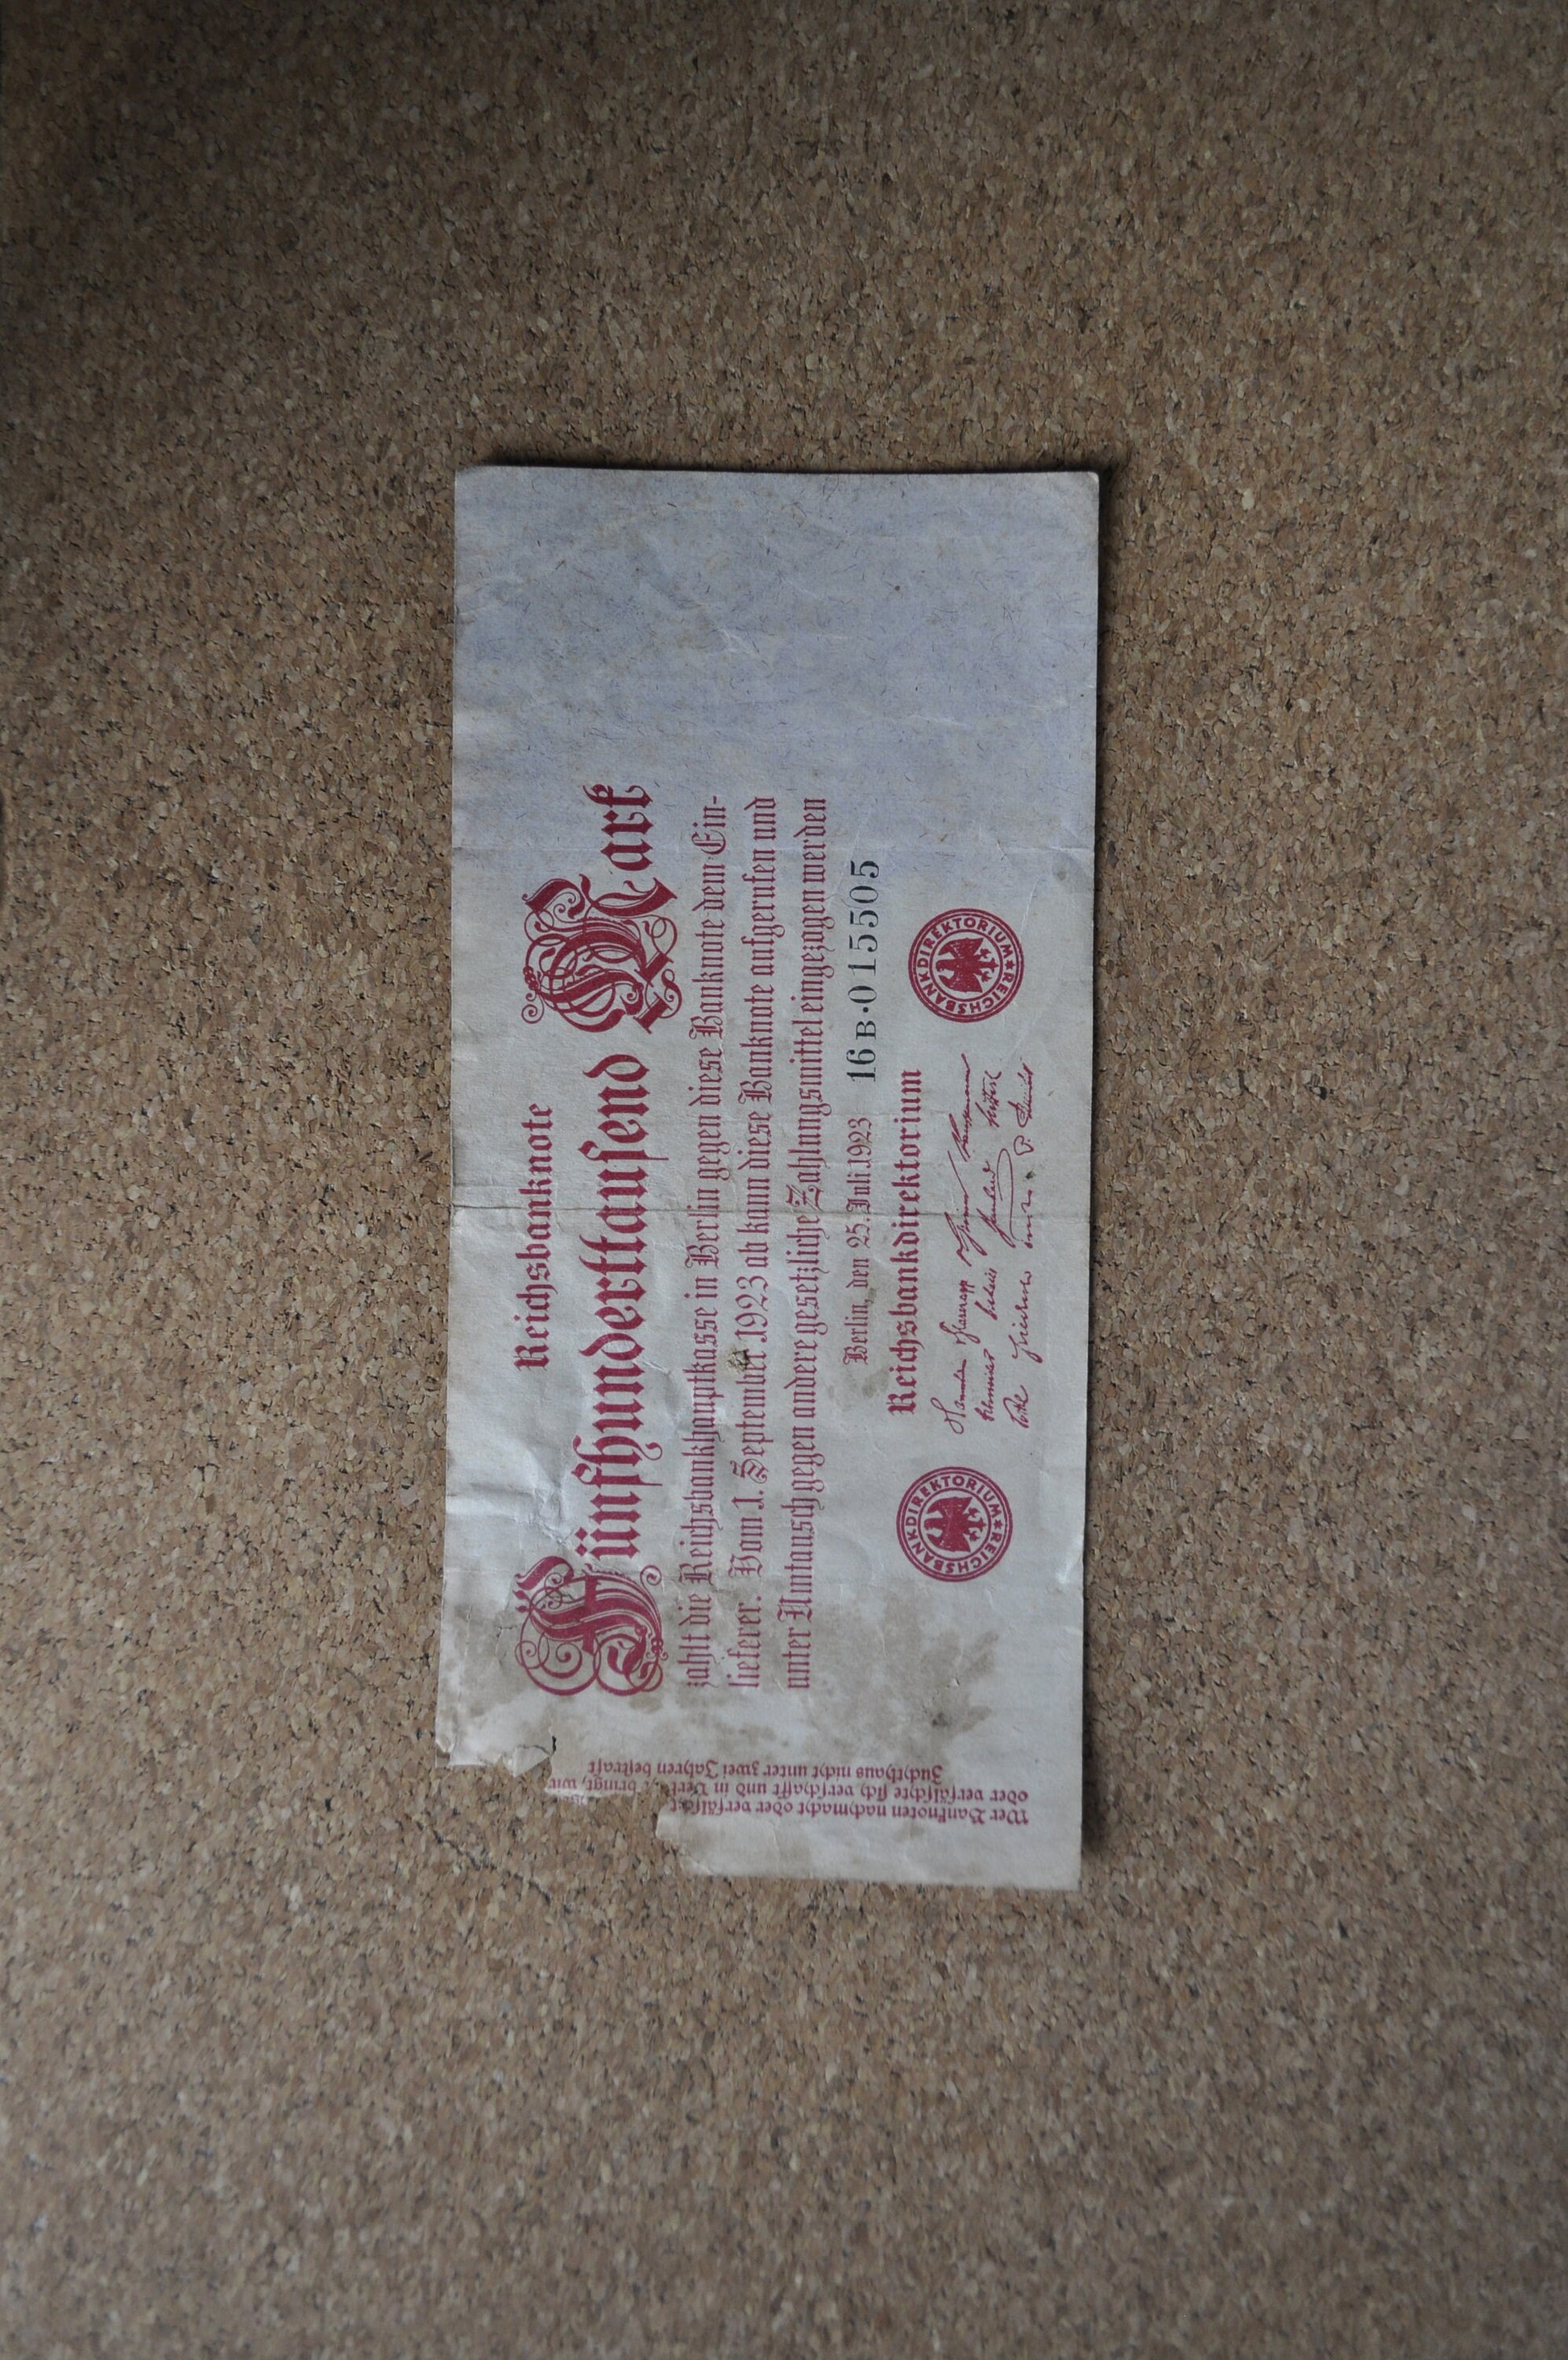 Reichsbanknote
Fünfhunderttausend Mark
zahlt die Reichsbankhauptkasse in Berlin gegen diese Banknote dem Ein-
lieferer. Vom 1. September 1923 ab kann diese Banknote aufgerufen und
unter Umtausch gegen andere gesetzliche Zahlungsmittel eingezogen werden
Berlin, den 25. Juli 1923 16B·015505
Reichsbankdirektorium
REICHSBANKDIREKTORIUM
REICHSBANKDIREKTORIUM
Wer Banknoten nachmacht oder verfälscht
oder verfälschte sich verschafft und in Verk bringt, wir
Zuchthaus nicht unter zwei Jahren bestraft